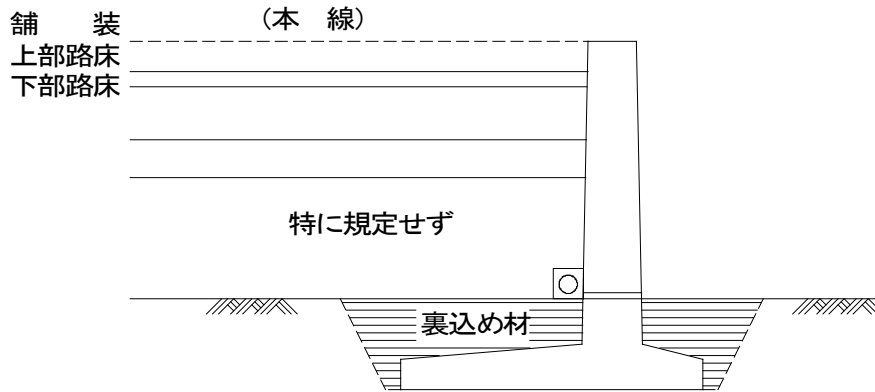 舗　装
(本　線)
上部路床
下部路床
特に規定せず
裏込め材